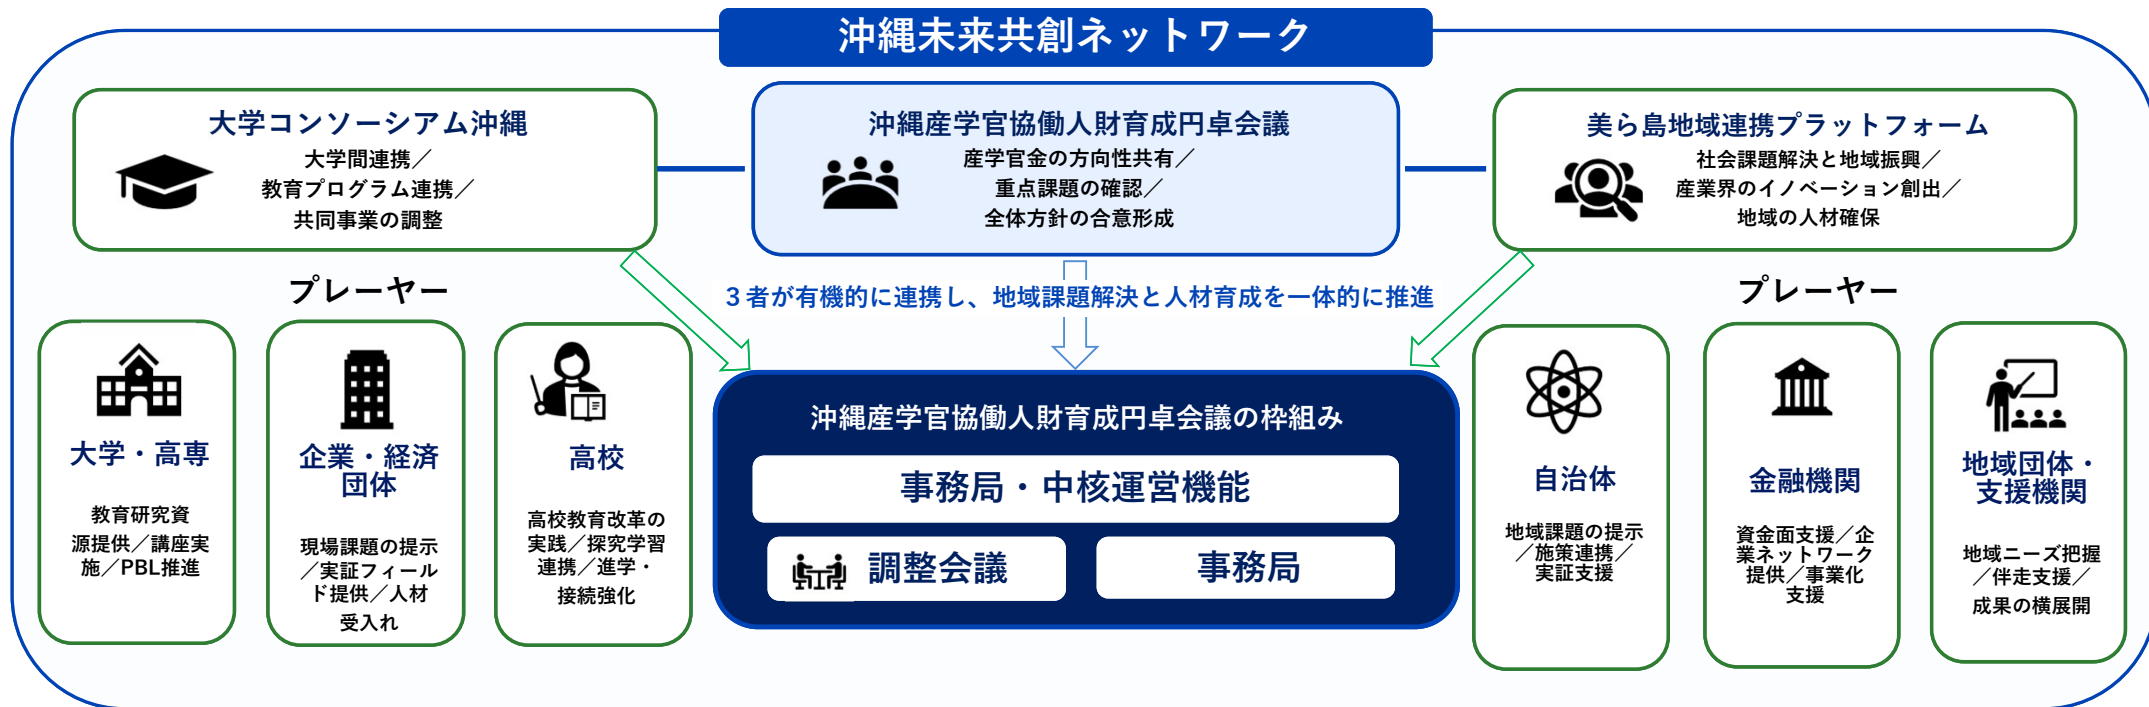 沖縄未来共創ネットワーク
大学コンソーシアム沖縄
大学間連携／
教育プログラム連携／
共同事業の調整
沖縄産学官協働人財育成円卓会議
産学官金の方向性共有／
重点課題の確認／
全体方針の合意形成
美ら島地域連携プラットフォーム
社会課題解決と地域振興／
産業界のイノベーション創出／
地域の人材確保
３者が有機的に連携し、地域課題解決と人材育成を一体的に推進
プレーヤー
大学・高専
教育研究資
源提供／講座実
施／PBL推進
企業・経済
団体
現場課題の提示
／実証フィール
ド提供／人材
受入れ
高校
高校教育改革の
実践／探究学習
連携／進学・
接続強化
沖縄産学官協働人財育成円卓会議の枠組み
事務局・中核運営機能
調整会議
事務局
プレーヤー
自治体
地域課題の提示
／施策連携／
実証支援
金融機関
資金面支援／企
業ネットワーク
提供／事業化
支援
地域団体・
支援機関
地域ニーズ把握
／伴走支援／
成果の横展開